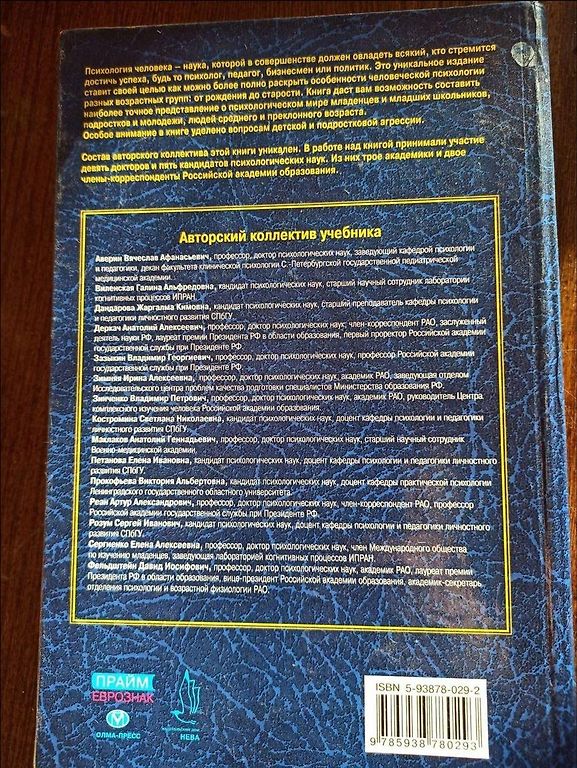 Психология человека – наука, которой в совершенстве должен овладеть всякий, кто стремится
достичь успеха, будь то психолог, педагог, бизнесмен или политик. Это уникальное издание
ставит своей целью как можно более полно раскрыть особенности человеческой психологии
разных возрастных групп: от рождения до старости. Книга даст вам возможность составить
наиболее точное представление о психологическом мире младенцев и младших школьников,
подростков и молодежи, людей среднего и преклонного возраста.
Особое внимание в книге уделено вопросам детской и подростковой агрессии.
Состав авторского коллектива этой книги уникален. В работе над книгой принимали участие
девять докторов и пять кандидатов психологических наук. Из них трое академики и двое
члены-корреспонденты Российской академии образования.
Авторский коллектив учебника
Аверин Вячеслав Афанасьевич, профессор, доктор психологических наук, заведующий кафедрой психологии
и педагогики, декан факультета клинической психологии С.-Петербургской государственной педиатрической
медицинской академии.
Виленская Галина Альфредовна, кандидат психологических наук, старший научный сотрудник лаборатории
когнитивных процессов ИПРАН.
Дандарова Жаргалма Кимовна, кандидат психологических наук, старший преподаватель кафедры психологии
и педагогики личностного развития СПбГУ.
Деркач Анатолий Алексеевич, профессор, доктор психологических наук; член-корреспондент РАО, заслуженный
деятель науки РФ, лауреат премии Президента РФ в области образования, первый проректор Российской академии
государственной службы при Президенте РФ.
Зазыкин Владимир Георгиевич, профессор, доктор психологических наук, профессор Российской академии
государственной службы при Президенте РФ.
Зимняя Ирина Алексеевна, профессор, доктор психологических наук, академик РАО, заведующая отделом
Исследовательского центра проблем качества подготовки специалистов Министерства образования РФ.
Зинченко Владимир Петрович, профессор, доктор психологических наук, академик РАО, руководитель Центра
комплексного изучения человека Российской академии образования.
Костромина Светлана Николаевна, кандидат психологических наук, доцент кафедры психологии и педагогики
личностного развития СПбГУ.
Маклаков Анатолий Геннадьевич, профессор, доктор психологических наук, старший научный сотрудник
Военно-медицинской академии.
Петанова Елена Ивановна, кандидат психологических наук, доцент кафедры психологии и педагогики личностного
развития СПбГУ.
Прокофьева Виктория Альбертовна, кандидат психологических наук, доцент кафедры практической психологии
Ленинградского государственного областного университета.
Реан Артур Александрович, профессор, доктор психологических наук, член-корреспондент РАО, профессор
Российской академии государственной службы при Президенте РФ.
Розум Сергей Иванович, кандидат психологических наук, доцент кафедры психологии и педагогики личностного
развития СПбГУ.
Сергиенко Елена Алексеевна, профессор, доктор психологических наук, член Международного общества
по изучению младенцев, заведующая лабораторией когнитивных процессов ИПРАН.
Фельдштейн Давид Иосифович, профессор, доктор психологических наук, академик РАО, лауреат премии
Президента РФ в области образования, вице-президент Российской академии образования, академик-секретарь
отделения психологии и возрастной физиологии РАО.
ПРАЙМ
ЕВРОЗНАК
ОЛМА-ПРЕСС
ИЗДАТЕЛЬСКИЙ ДОМ
НЕВА
ISBN 5-93878-029-2
9 785938 780293